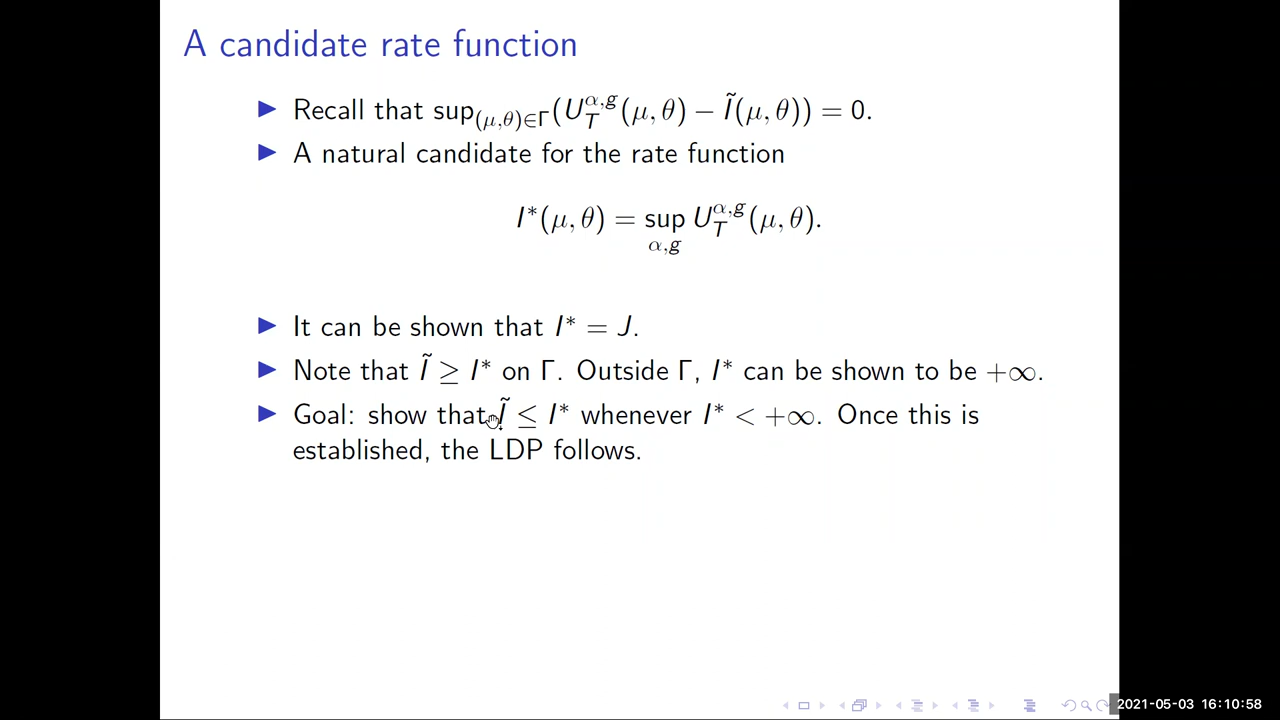 A candidate rate function
▶ Recall that sup_{(μ,θ)∈Γ}(U_T^{α,g}(μ, θ) − Ĩ(μ, θ)) = 0.
▶ A natural candidate for the rate function
I*(μ, θ) = sup_{α,g} U_T^{α,g}(μ, θ).
▶ It can be shown that I* = J.
▶ Note that Ĩ ≥ I* on Γ. Outside Γ, I* can be shown to be +∞.
▶ Goal: show that Ĩ ≤ I* whenever I* < +∞. Once this is
established, the LDP follows.
2021-05-03 16:10:58